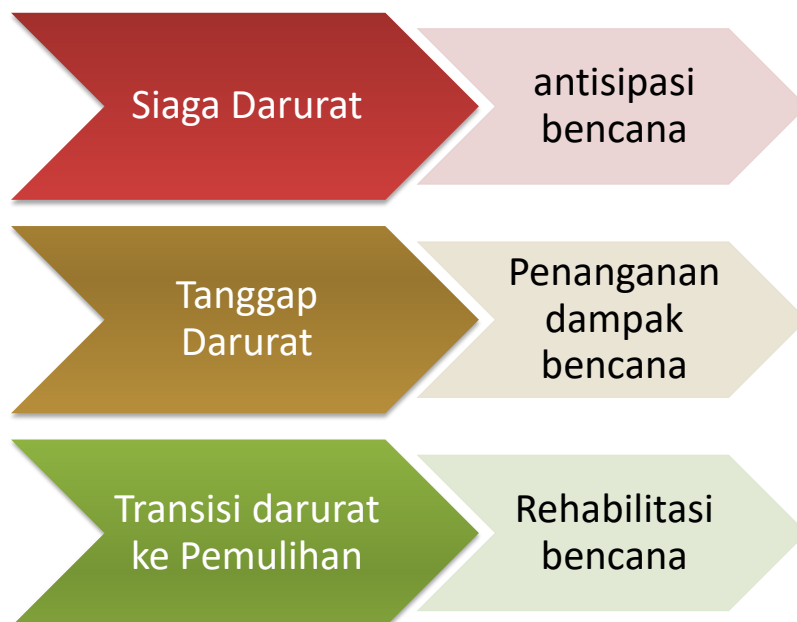 Siaga Darurat
antisipasi
bencana
Tanggap
Darurat
Penanganan
dampak
bencana
Transisi darurat
ke Pemulihan
Rehabilitasi
bencana